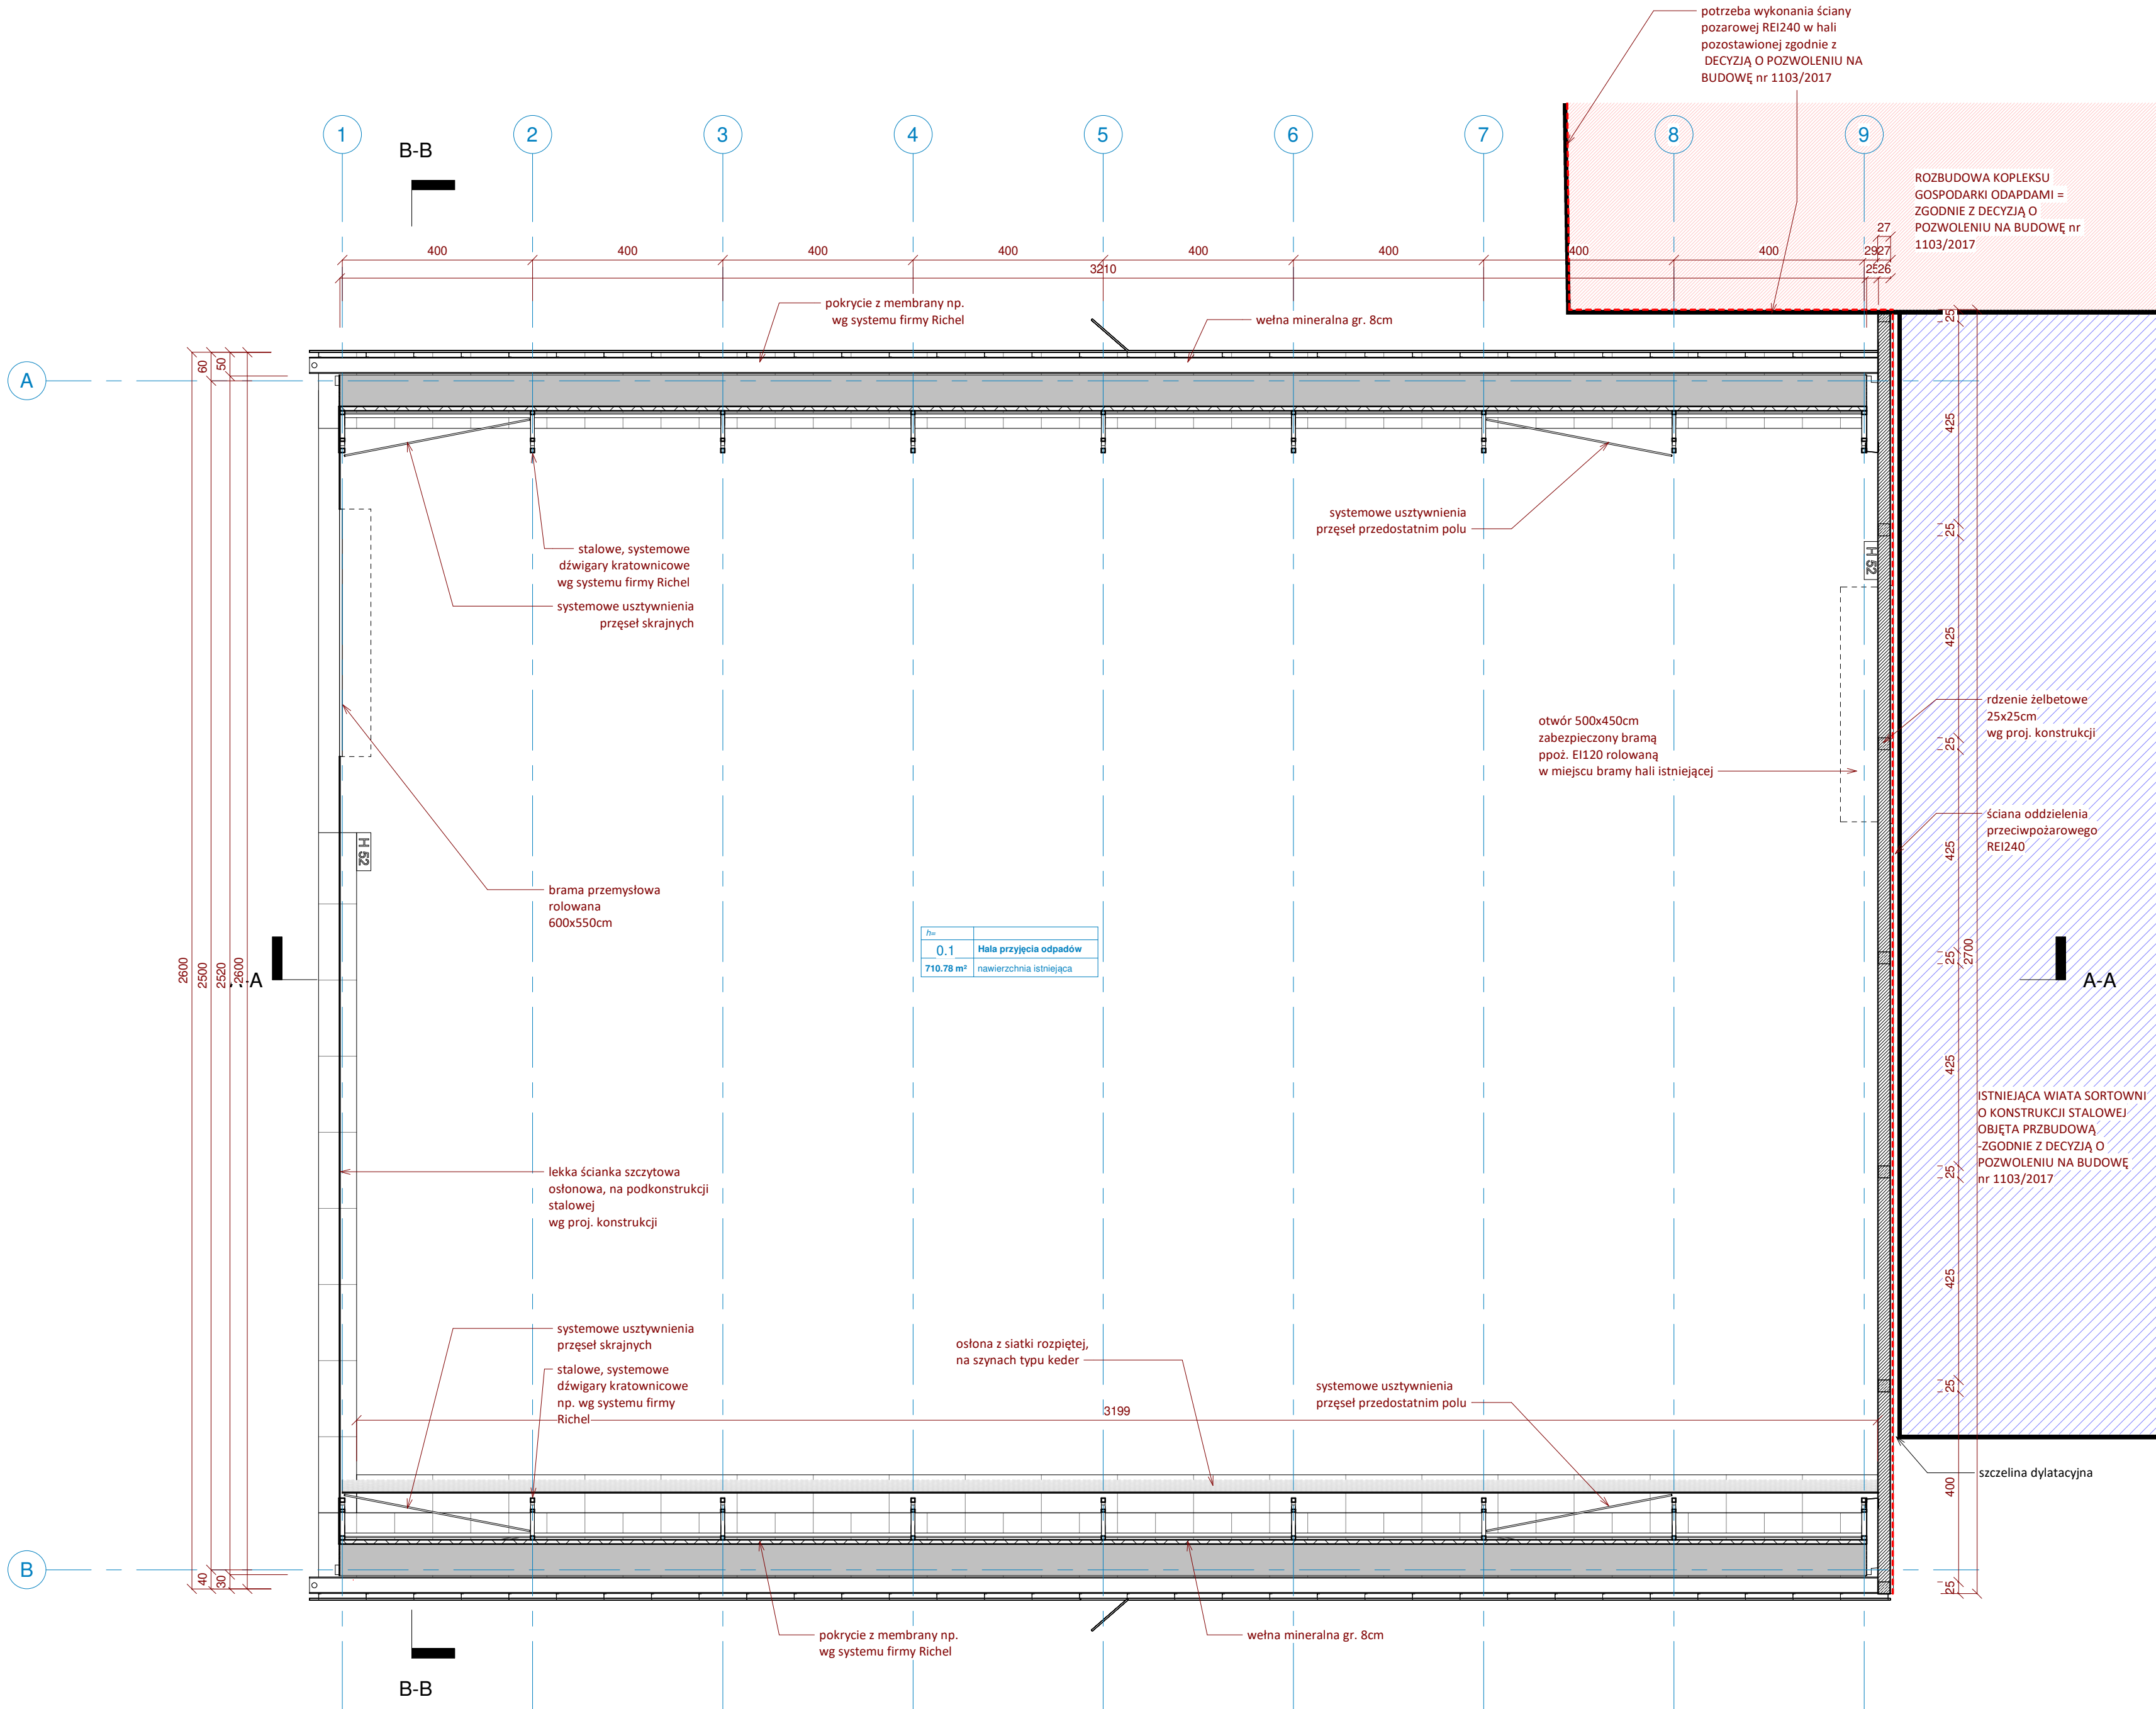 potrzeba wykonania ściany
pozarowej REI240 w hali
pozostawionej zgodnie z
DECYZJĄ O POZWOLENIU NA
BUDOWĘ nr 1103/2017
1
2
3
4
5
6
7
8
9
B-B
ROZBUDOWA KOPLEKSU
GOSPODARKI ODAPDAMI =
ZGODNIE Z DECYZJĄ O
POZWOLENIU NA BUDOWĘ nr
1103/2017
27
400
400
400
400
400
400
400
400
29
27
3210
25
26
pokrycie z membrany np.
wg systemu firmy Richel
wełna mineralna gr. 8cm
25
60
50
A
425
systemowe usztywnienia
przęseł przedostatnim polu
stalowe, systemowe
dźwigary kratownicowe
wg systemu firmy Richel
systemowe usztywnienia
przęseł skrajnych
25
H 52
425
rdzenie żelbetowe
25x25cm
wg proj. konstrukcji
otwór 500x450cm
zabezpieczony bramą
ppoż. EI120 rolowaną
w miejscu bramy hali istniejącej
25
ściana oddzielenia
przeciwpożarowego
REI240
425
H 52
brama przemysłowa
rolowana
600x550cm
h=
0.1
Hala przyjęcia odpadów
710.78 m²
nawierzchnia istniejąca
2600
2500
2520
2600
-A
25
2700
A-A
425
ISTNIEJĄCA WIATA SORTOWNI
O KONSTRUKCJI STALOWEJ
OBJĘTA PRZBUDOWĄ
-ZGODNIE Z DECYZJĄ O
POZWOLENIU NA BUDOWĘ
nr 1103/2017
25
lekka ścianka szczytowa
osłonowa, na podkonstrukcji
stalowej
wg proj. konstrukcji
425
systemowe usztywnienia
przęseł skrajnych
stalowe, systemowe
dźwigary kratownicowe
np. wg systemu firmy
Richel
osłona z siatki rozpiętej,
na szynach typu keder
systemowe usztywnienia
przęseł przedostatnim polu
25
3199
szczelina dylatacyjna
400
B
40
30
25
pokrycie z membrany np.
wg systemu firmy Richel
wełna mineralna gr. 8cm
B-B